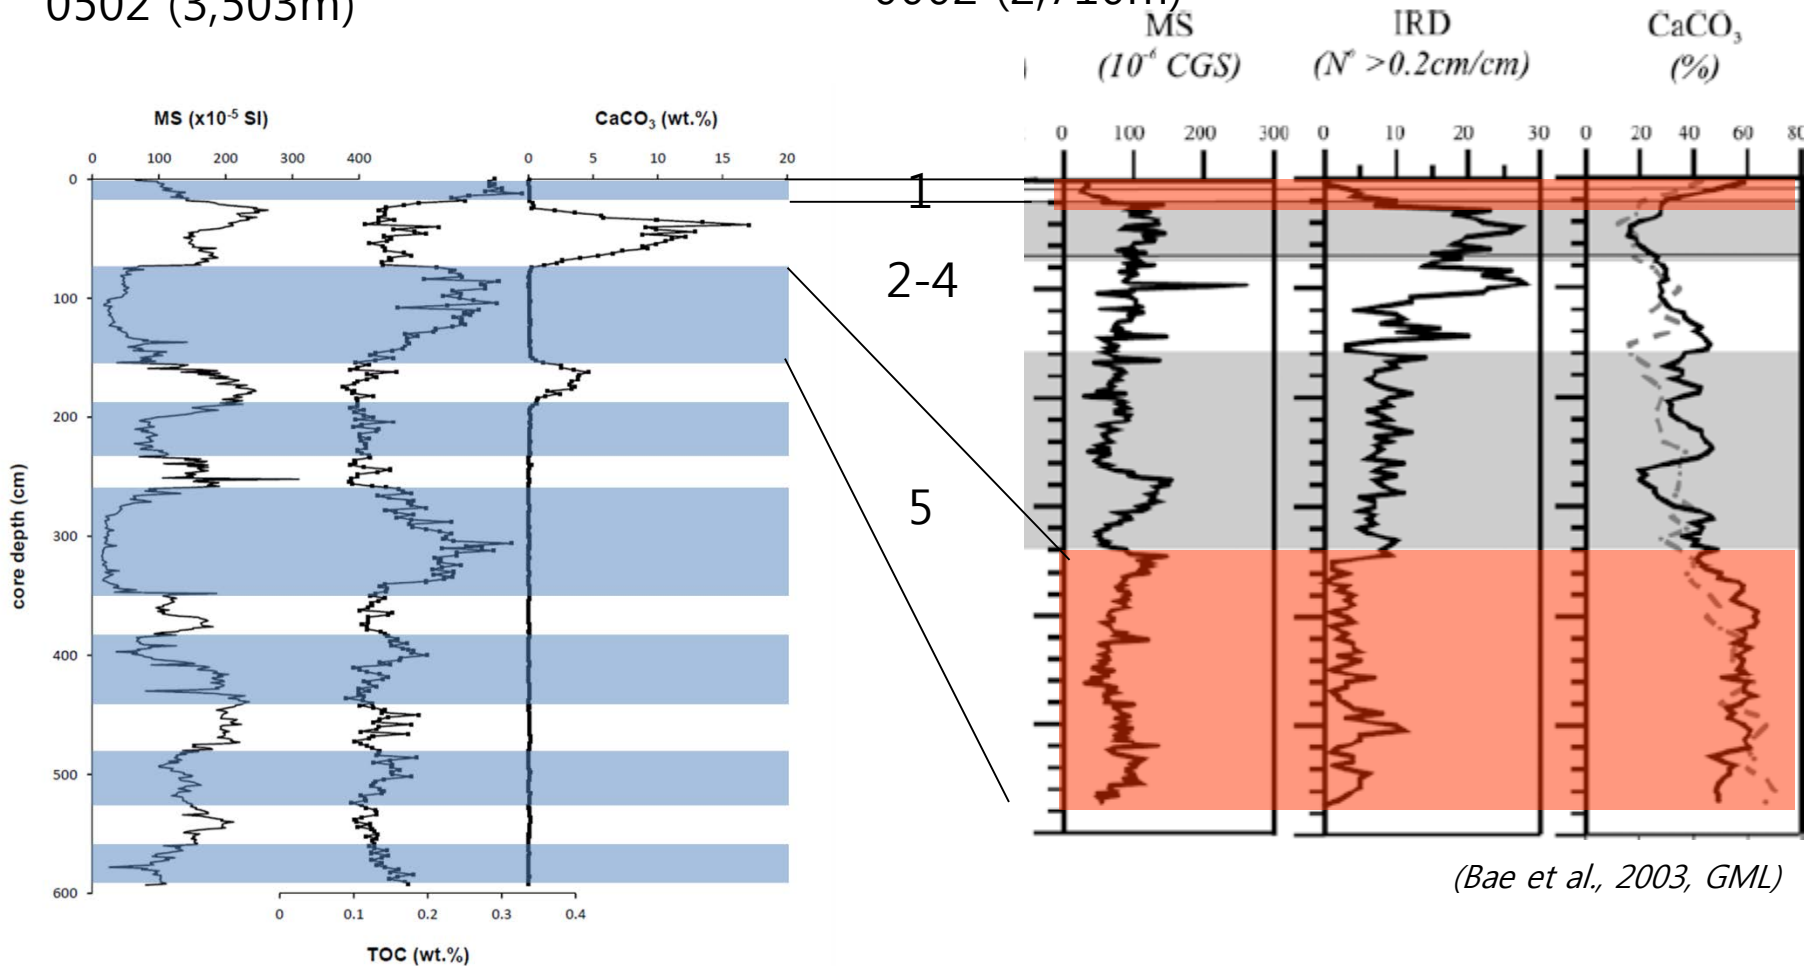 0502 (3,503m)
MS (x10⁻⁵ SI)
CaCO₃ (wt.%)
0 100 200 300 400
0 5 10 15 20
0
100
200
300
400
500
600
core depth (cm)
0 0.1 0.2 0.3 0.4
TOC (wt.%)
1
2-4
5
MS
(10⁻⁶ CGS)
IRD
(N° >0.2cm/cm)
CaCO₃
(%)
0 100 200 300
0 10 20 30
0 20 40 60 80
(Bae et al., 2003, GML)